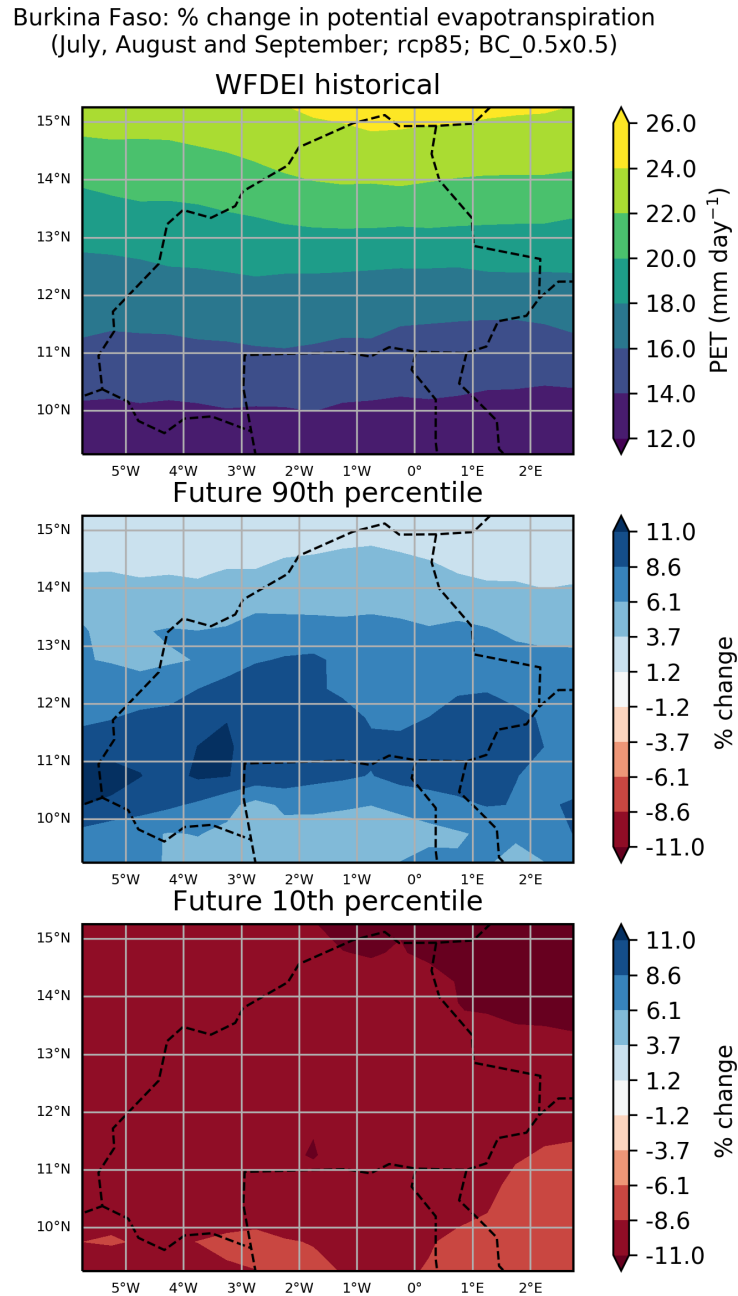 Burkina Faso: % change in potential evapotranspiration
(July, August and September; rcp85; BC_0.5x0.5)
WFDEI historical
15°N
14°N
13°N
12°N
11°N
10°N
5°W 4°W 3°W 2°W 1°W 0° 1°E 2°E
26.0
24.0
22.0
20.0
18.0
16.0
14.0
12.0
PET (mm day⁻¹)
Future 90th percentile
15°N
14°N
13°N
12°N
11°N
10°N
5°W 4°W 3°W 2°W 1°W 0° 1°E 2°E
11.0
8.6
6.1
3.7
1.2
-1.2
-3.7
-6.1
-8.6
-11.0
% change
Future 10th percentile
15°N
14°N
13°N
12°N
11°N
10°N
5°W 4°W 3°W 2°W 1°W 0° 1°E 2°E
11.0
8.6
6.1
3.7
1.2
-1.2
-3.7
-6.1
-8.6
-11.0
% change